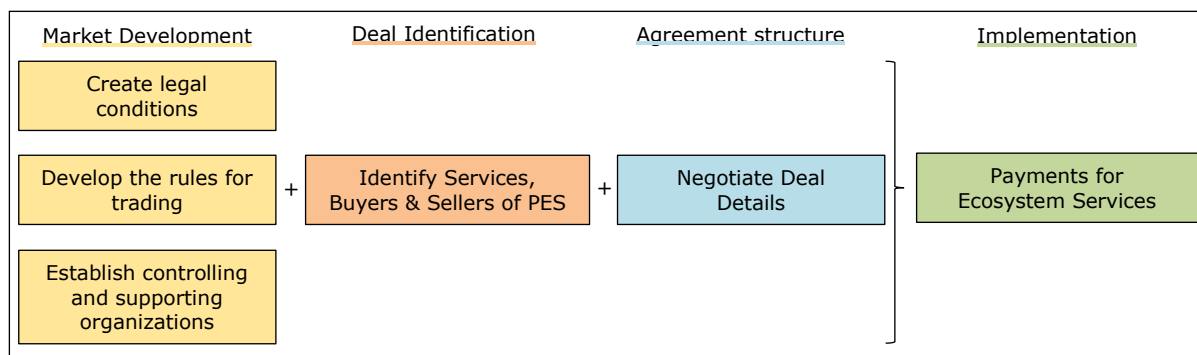 Market Development
Deal Identification
Agreement structure
Implementation
Create legal
conditions
Develop the rules for
trading
+
Identify Services,
Buyers & Sellers of PES
+
Negotiate Deal
Details
Payments for
Ecosystem Services
Establish controlling
and supporting
organizations